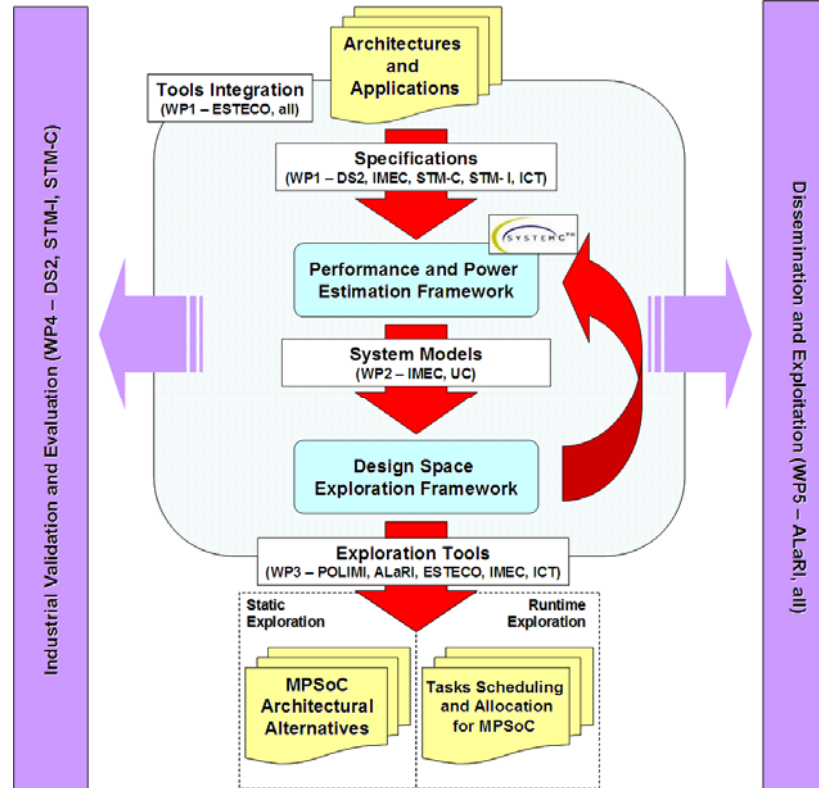 Architectures
and
Applications
Tools Integration
(WP1 – ESTECO, all)
Specifications
(WP1 – DS2, IMEC, STM-C, STM- I, ICT)
SYSTEMC™
Performance and Power
Estimation Framework
System Models
(WP2 – IMEC, UC)
Design Space
Exploration Framework
Exploration Tools
(WP3 – POLIMI, ALaRI, ESTECO, IMEC, ICT)
Static
Exploration
Runtime
Exploration
MPSoC
Architectural
Alternatives
Tasks Scheduling
and Allocation
for MPSoC
Industrial Validation and Evaluation (WP4 – DS2, STM-I, STM-C)
Dissemination and Exploitation (WP5 – ALaRI, all)